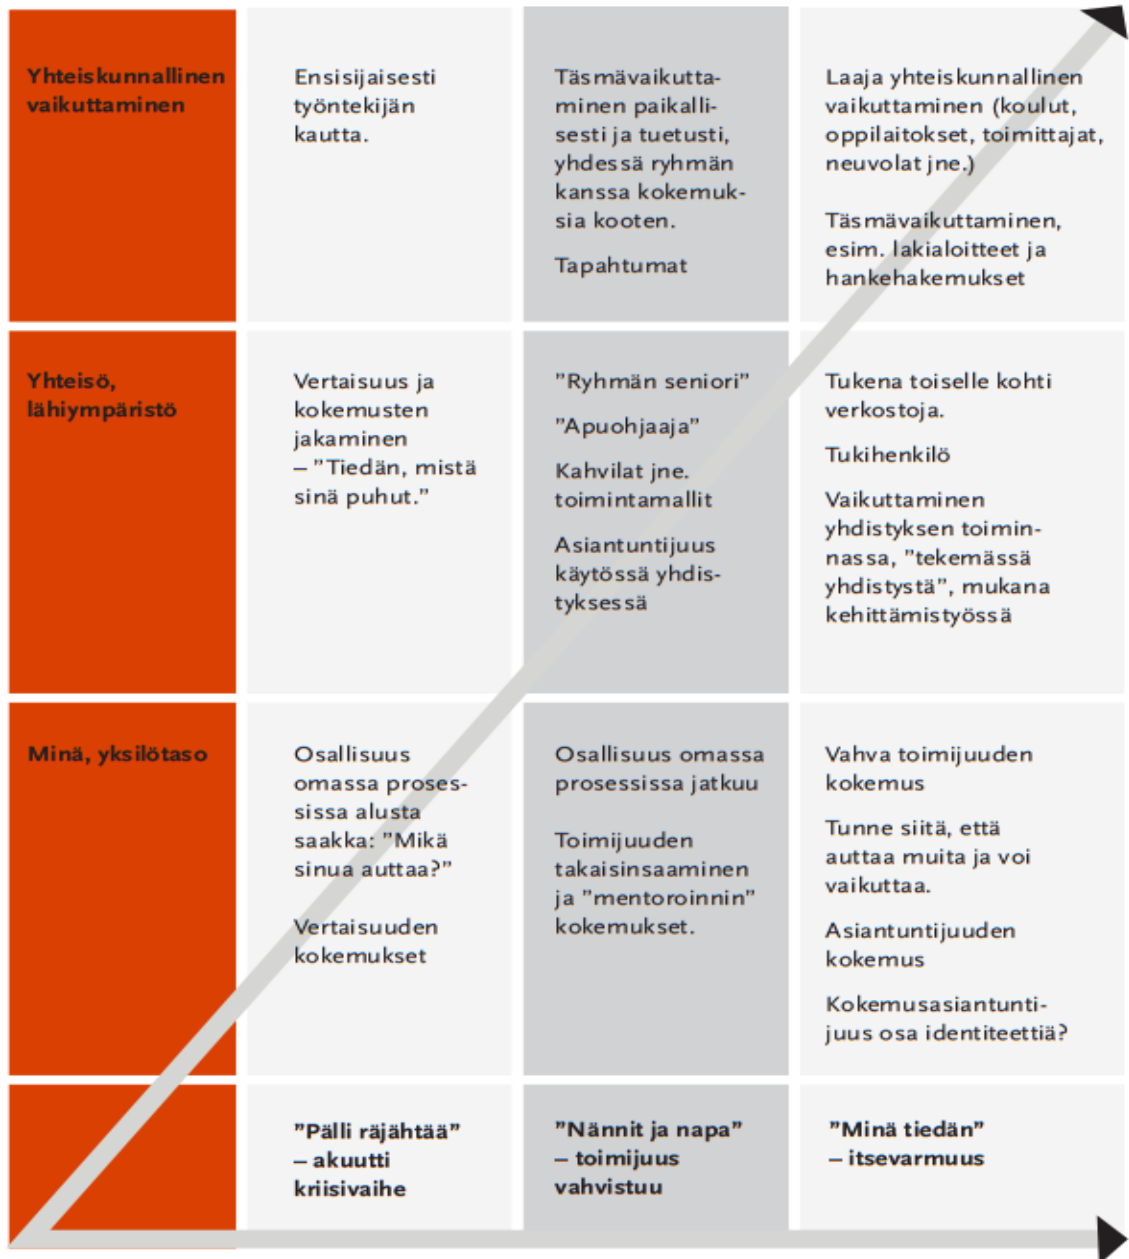 Yhteiskunnallinen
vaikuttaminen
Ensisijaisesti
työntekijän
kautta.
Täsmävaikutta-
minen paikalli-
sesti ja tuetusti,
yhdessä ryhmän
kanssa kokemuk-
sia kooten.
Tapahtumat
Laaja yhteiskunnallinen
vaikuttaminen (koulut,
oppilaitokset, toimittajat,
neuvolat jne.)
Täsmävaikuttaminen,
esim. lakialoitteet ja
hankehakemukset
Yhteisö,
lähiympäristö
Vertaisuus ja
kokemusten
jakaminen
– ”Tiedän, mistä
sinä puhut.”
”Ryhmän seniori”
”Apuohjaaja”
Kahvilat jne.
toimintamallit
Asiantuntijuus
käytössä yhdis-
tyksessä
Tukena toiselle kohti
verkostoja.
Tukihenkilö
Vaikuttaminen
yhdistyksen toimin-
nassa, ”tekemässä
yhdistystä”, mukana
kehittämistyössä
Minä, yksilötaso
Osallisuus
omassa proses-
sissa alusta
saakka: ”Mikä
sinua auttaa?”
Vertaisuuden
kokemukset
Osallisuus omassa
prosessissa jatkuu
Toimijuuden
takaisinsaaminen
ja ”mentoroinnin”
kokemukset.
Vahva toimijuuden
kokemus
Tunne siitä, että
auttaa muita ja voi
vaikuttaa.
Asiantuntijuuden
kokemus
Kokemusasiantunti-
juus osa identiteettiä?
”Pälli räjähtää”
– akuutti
kriisivaihe
”Nännit ja napa”
– toimijuus
vahvistuu
”Minä tiedän”
– itsevarmuus